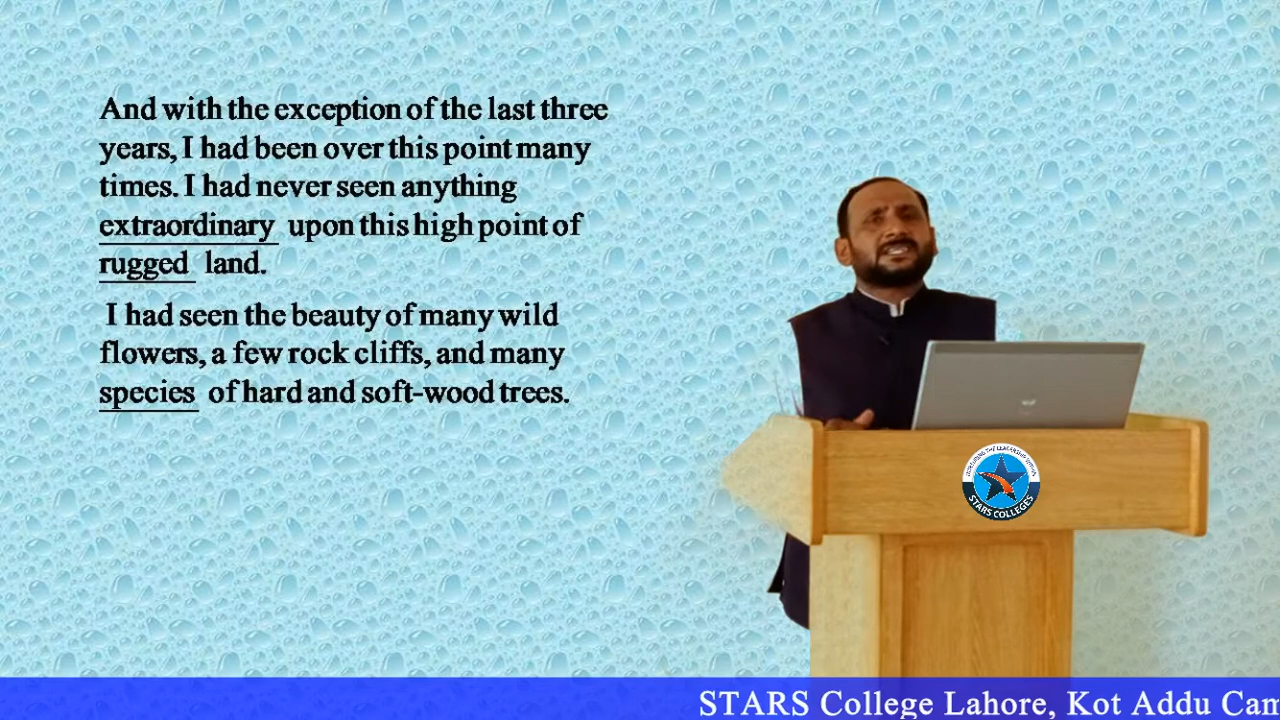 And with the exception of the last three
years, I had been over this point many
times. I had never seen anything
extraordinary upon this high point of
rugged land.
I had seen the beauty of many wild
flowers, a few rock cliffs, and many
species of hard and soft-wood trees.
STARS COLLEGES
STARS College Lahore, Kot Addu Cam